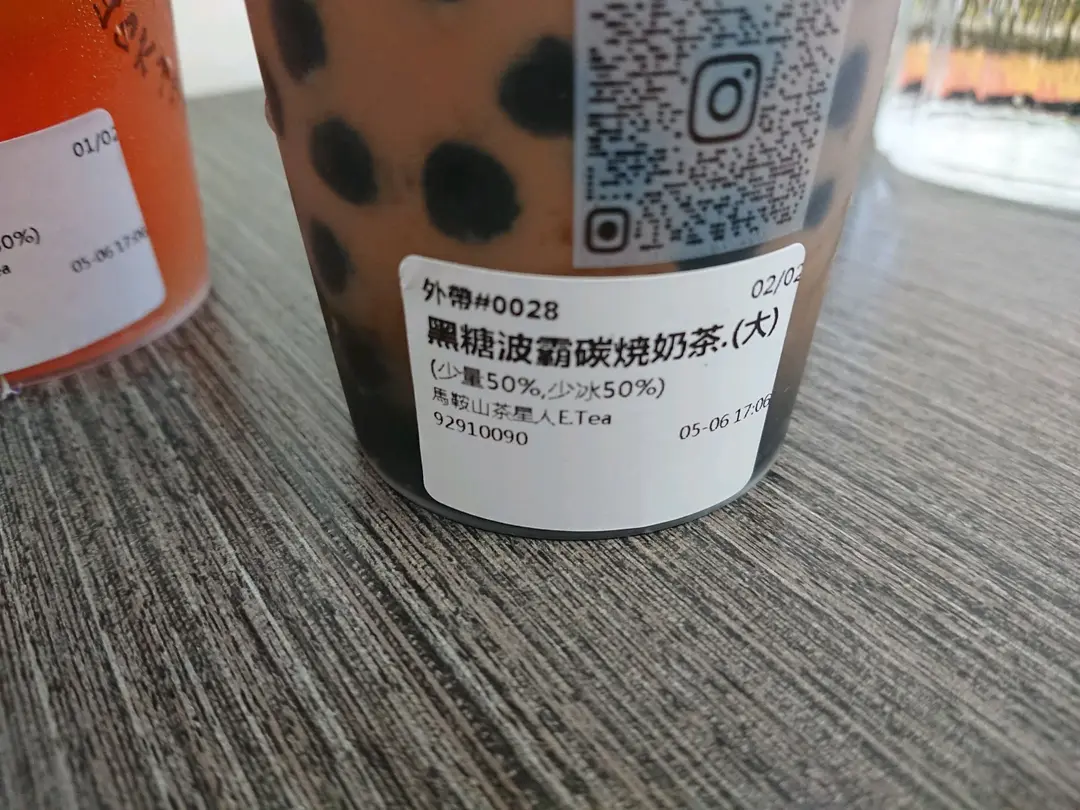 01/02
0%)
05-06 17:06
外帶#0028
02/02
黑糖波霸碳燒奶茶.(大)
(少量50%,少冰50%)
馬鞍山茶星人E.Tea
92910090
05-06 17:06